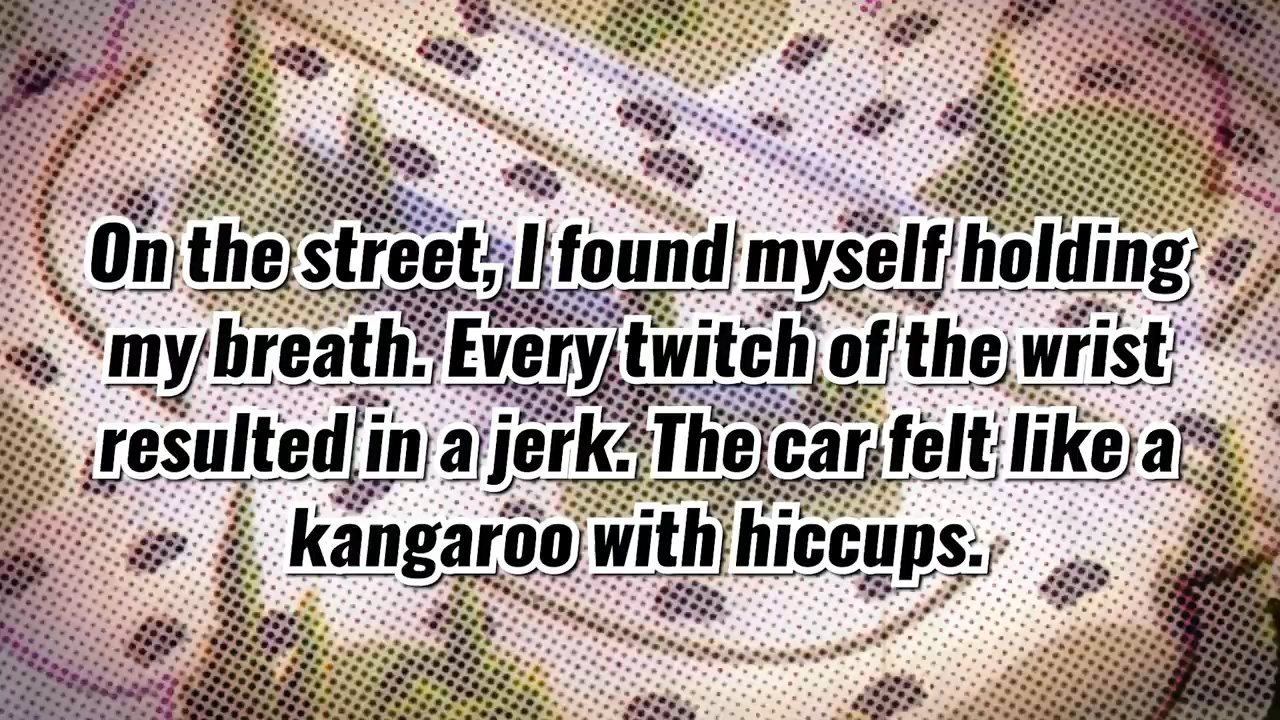 On the street, I found myself holding
my breath. Every twitch of the wrist
resulted in a jerk. The car felt like a
kangaroo with hiccups.